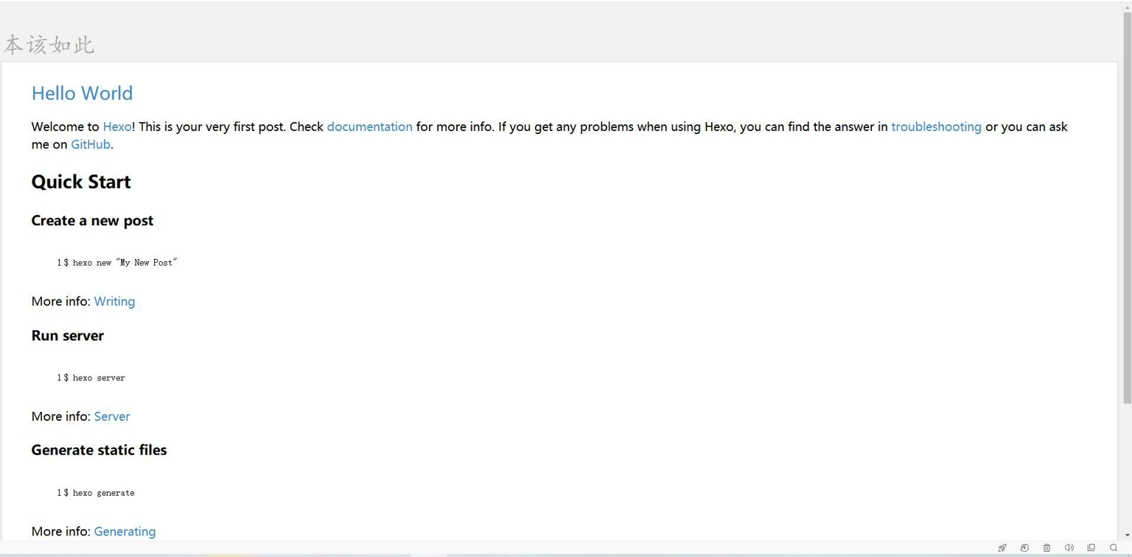 本该如此
Hello World
Welcome to Hexo! This is your very first post. Check documentation for more info. If you get any problems when using Hexo, you can find the answer in troubleshooting or you can ask
me on GitHub.
Quick Start
Create a new post
1 $ hexo new "My New Post"
More info: Writing
Run server
1 $ hexo server
More info: Server
Generate static files
1 $ hexo generate
More info: Generating